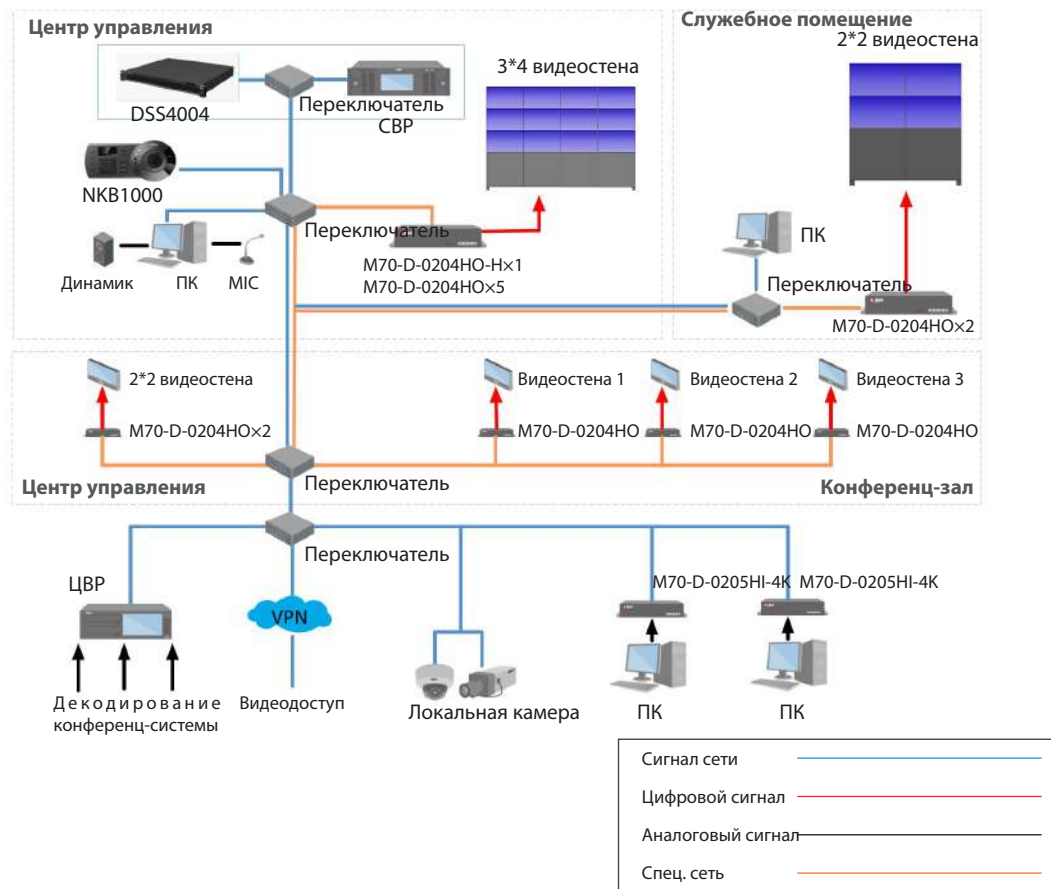 Центр управления
Служебное помещение
2*2 видеостена
3*4 видеостена
DSS4004
Переключатель
СВР
NKB1000
Переключатель
Динамик
ПК
MIC
M70-D-0204HO-H×1
M70-D-0204HO×5
ПК
Переключатель
M70-D-0204HO×2
2*2 видеостена
Видеостена 1
Видеостена 2
Видеостена 3
M70-D-0204HO×2
M70-D-0204HO
M70-D-0204HO
M70-D-0204HO
Центр управления
Переключатель
Конференц-зал
Переключатель
ЦВР
VPN
M70-D-0205HI-4K
M70-D-0205HI-4K
Декодирование
конференц-системы
Видеодоступ
Локальная камера
ПК
ПК
Сигнал сети
Цифровой сигнал
Аналоговый сигнал
Спец. сеть